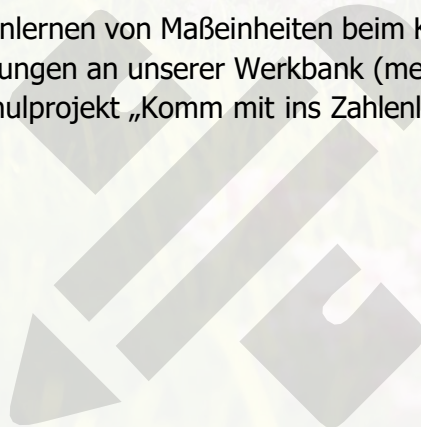 nlernen von Maßeinheiten beim K
ungen an unserer Werkbank (me
hulprojekt „Komm mit ins Zahlenl